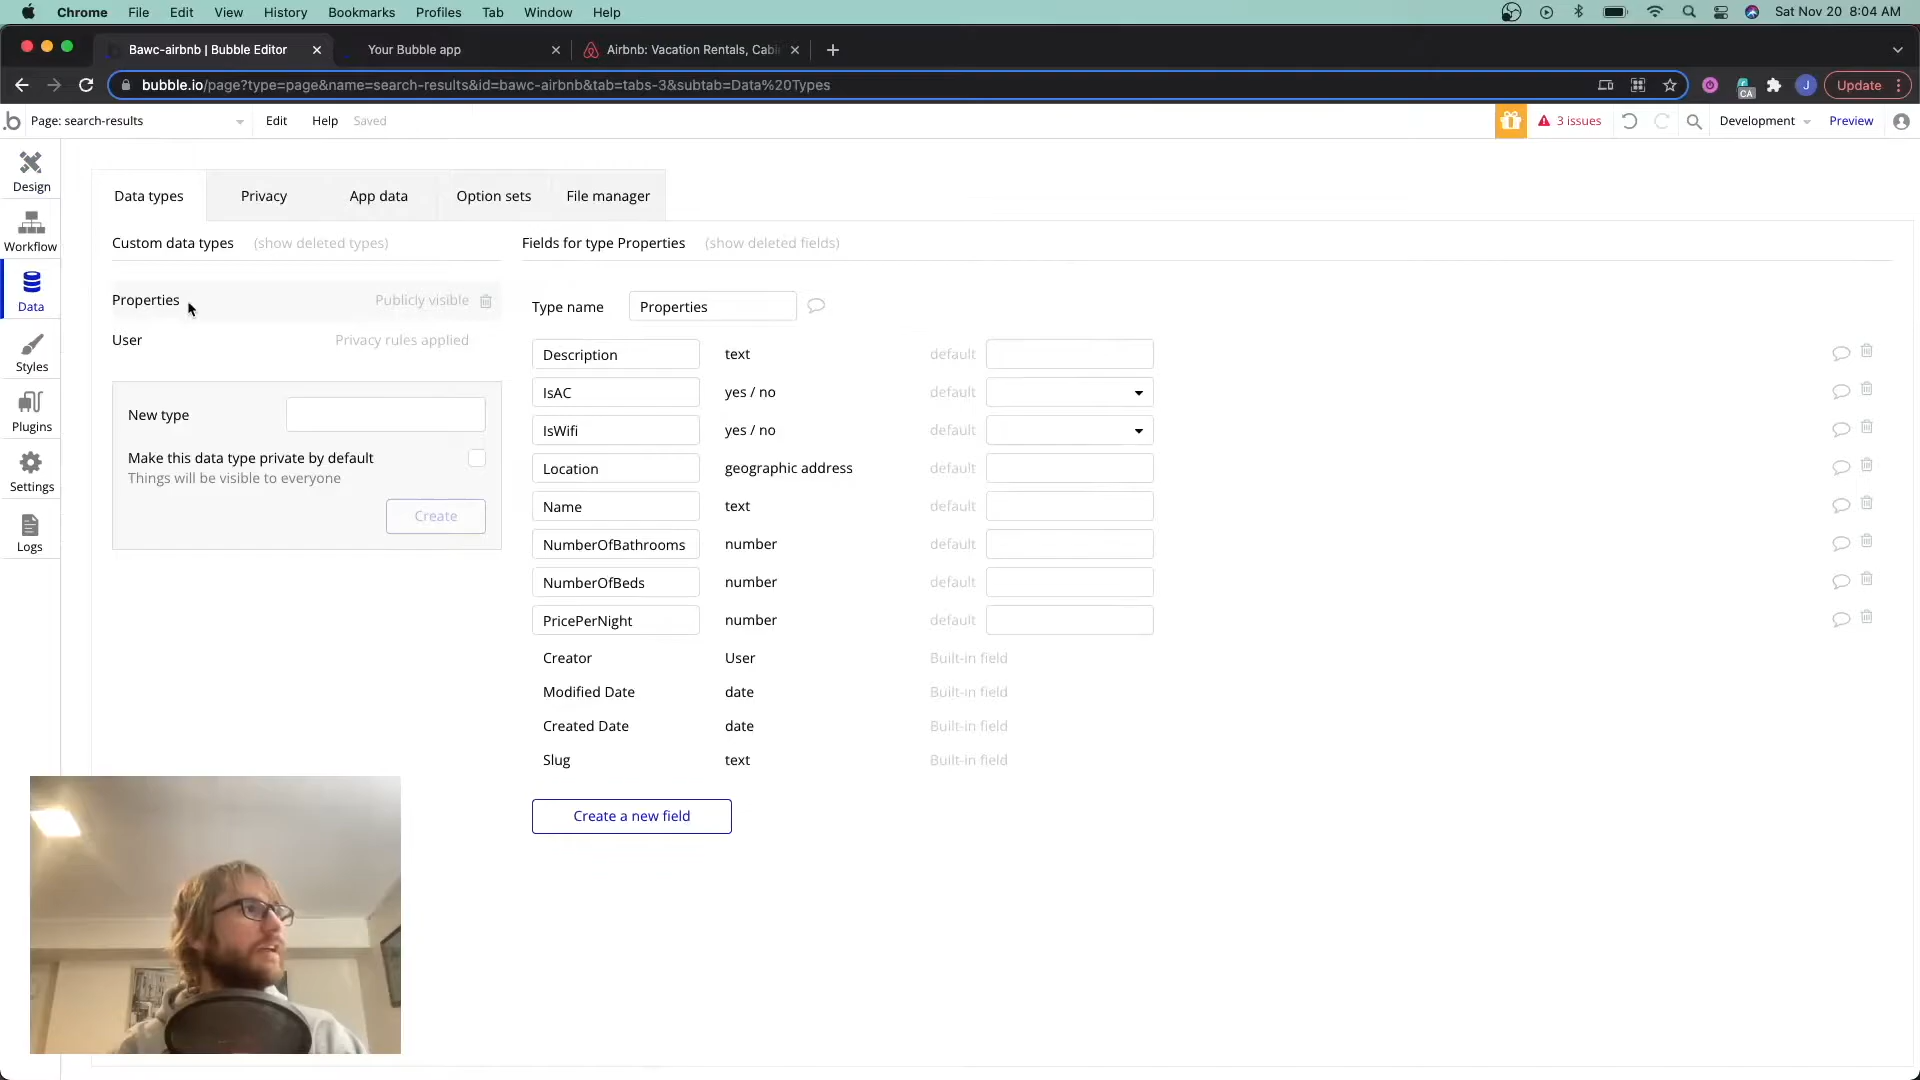 Chrome File Edit View History Bookmarks Profiles Tab Window Help Sat Nov 20 8:04 AM
Bawc-airbnb | Bubble Editor Your Bubble app Airbnb: Vacation Rentals, Cabi
bubble.io/page?type=page&name=search-results&id=bawc-airbnb&tab=tabs-3&subtab=Data%20Types CA J Update
Page: search-results Edit Help Saved 3 issues Development Preview
Design
Workflow
Data
Styles
Plugins
Settings
Logs
Data types Privacy App data Option sets File manager
Custom data types (show deleted types)
Properties Publicly visible
User Privacy rules applied
New type
Make this data type private by default
Things will be visible to everyone
Create
Fields for type Properties (show deleted fields)
Type name Properties
Description text default
IsAC yes / no default
IsWifi yes / no default
Location geographic address default
Name text default
NumberOfBathrooms number default
NumberOfBeds number default
PricePerNight number default
Creator User Built-in field
Modified Date date Built-in field
Created Date date Built-in field
Slug text Built-in field
Create a new field